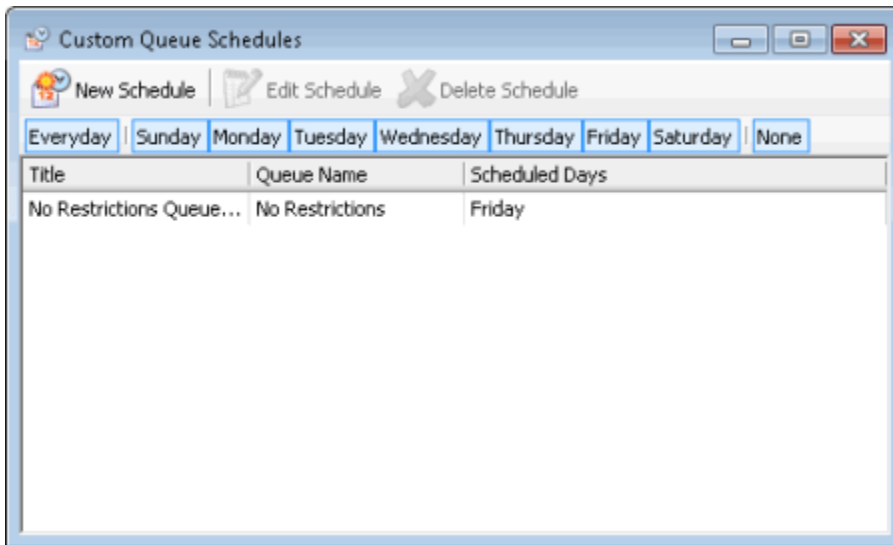 Custom Queue Schedules
New Schedule Edit Schedule Delete Schedule
Everyday Sunday Monday Tuesday Wednesday Thursday Friday Saturday None
Title Queue Name Scheduled Days
No Restrictions Queue... No Restrictions Friday